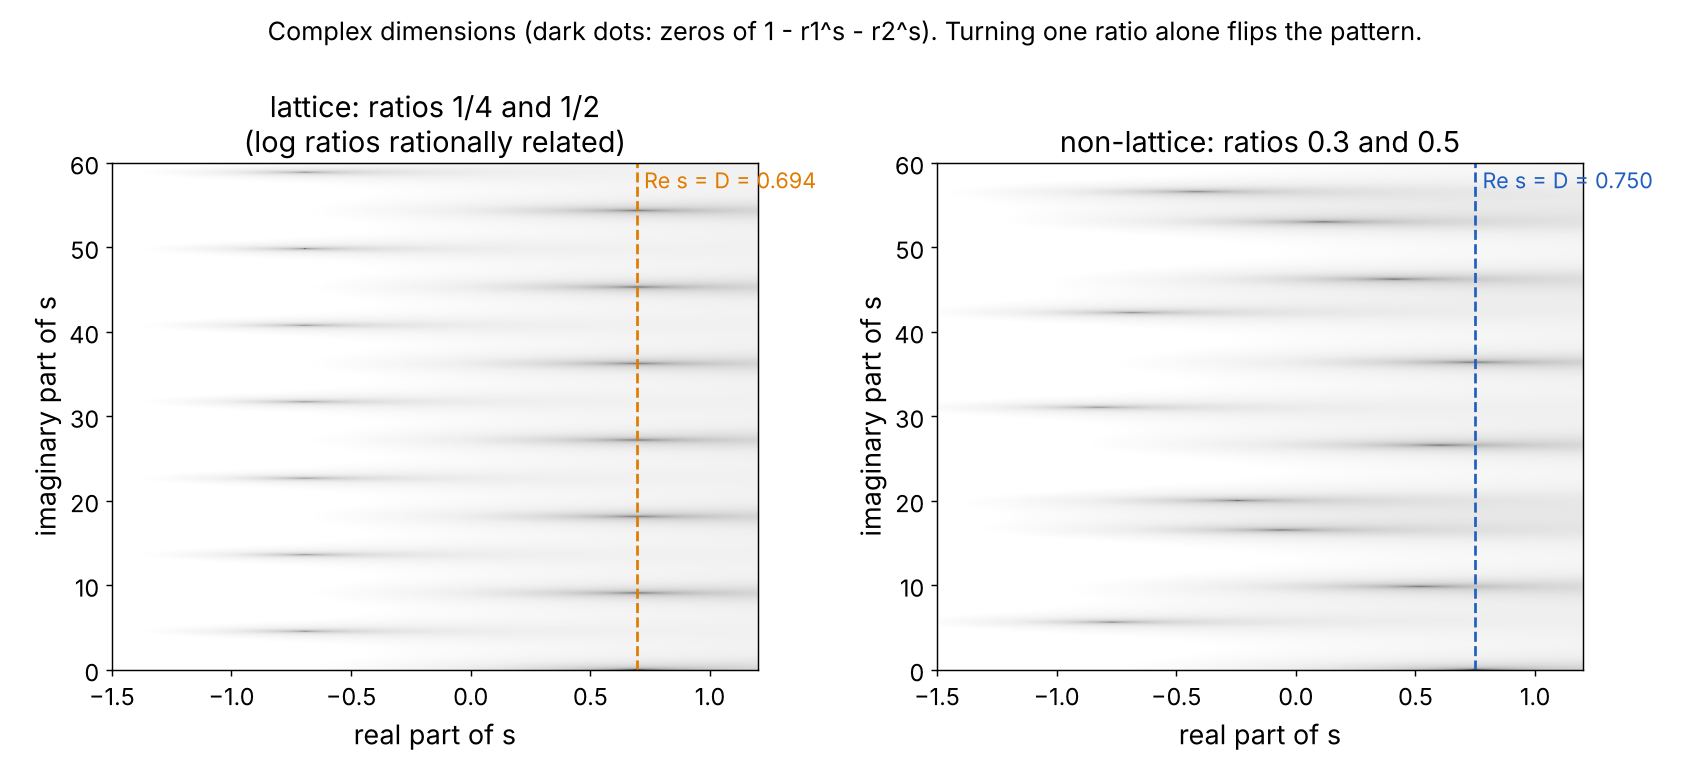 Complex dimensions (dark dots: zeros of 1 - r1^s - r2^s). Turning one ratio alone flips the pattern.
lattice: ratios 1/4 and 1/2
(log ratios rationally related)
60
50
40
30
20
10
0
imaginary part of s
Re s = D = 0.694
−1.5
−1.0
−0.5
0.0
0.5
1.0
real part of s
non-lattice: ratios 0.3 and 0.5
60
50
40
30
20
10
0
imaginary part of s
Re s = D = 0.750
−1.5
−1.0
−0.5
0.0
0.5
1.0
real part of s